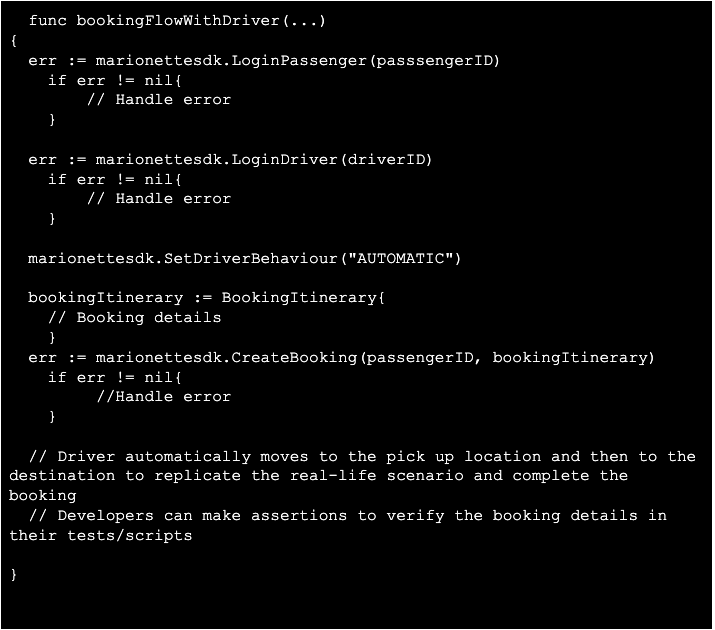 func bookingFlowWithDriver(...)
{
err := marionettesdk.LoginPassenger(passsengerID)
if err != nil{
// Handle error
}
err := marionettesdk.LoginDriver(driverID)
if err != nil{
// Handle error
}
marionettesdk.SetDriverBehaviour("AUTOMATIC")
bookingItinerary := BookingItinerary{
// Booking details
}
err := marionettesdk.CreateBooking(passengerID, bookingItinerary)
if err != nil{
//Handle error
}
// Driver automatically moves to the pick up location and then to the
destination to replicate the real-life scenario and complete the
booking
// Developers can make assertions to verify the booking details in
their tests/scripts
}